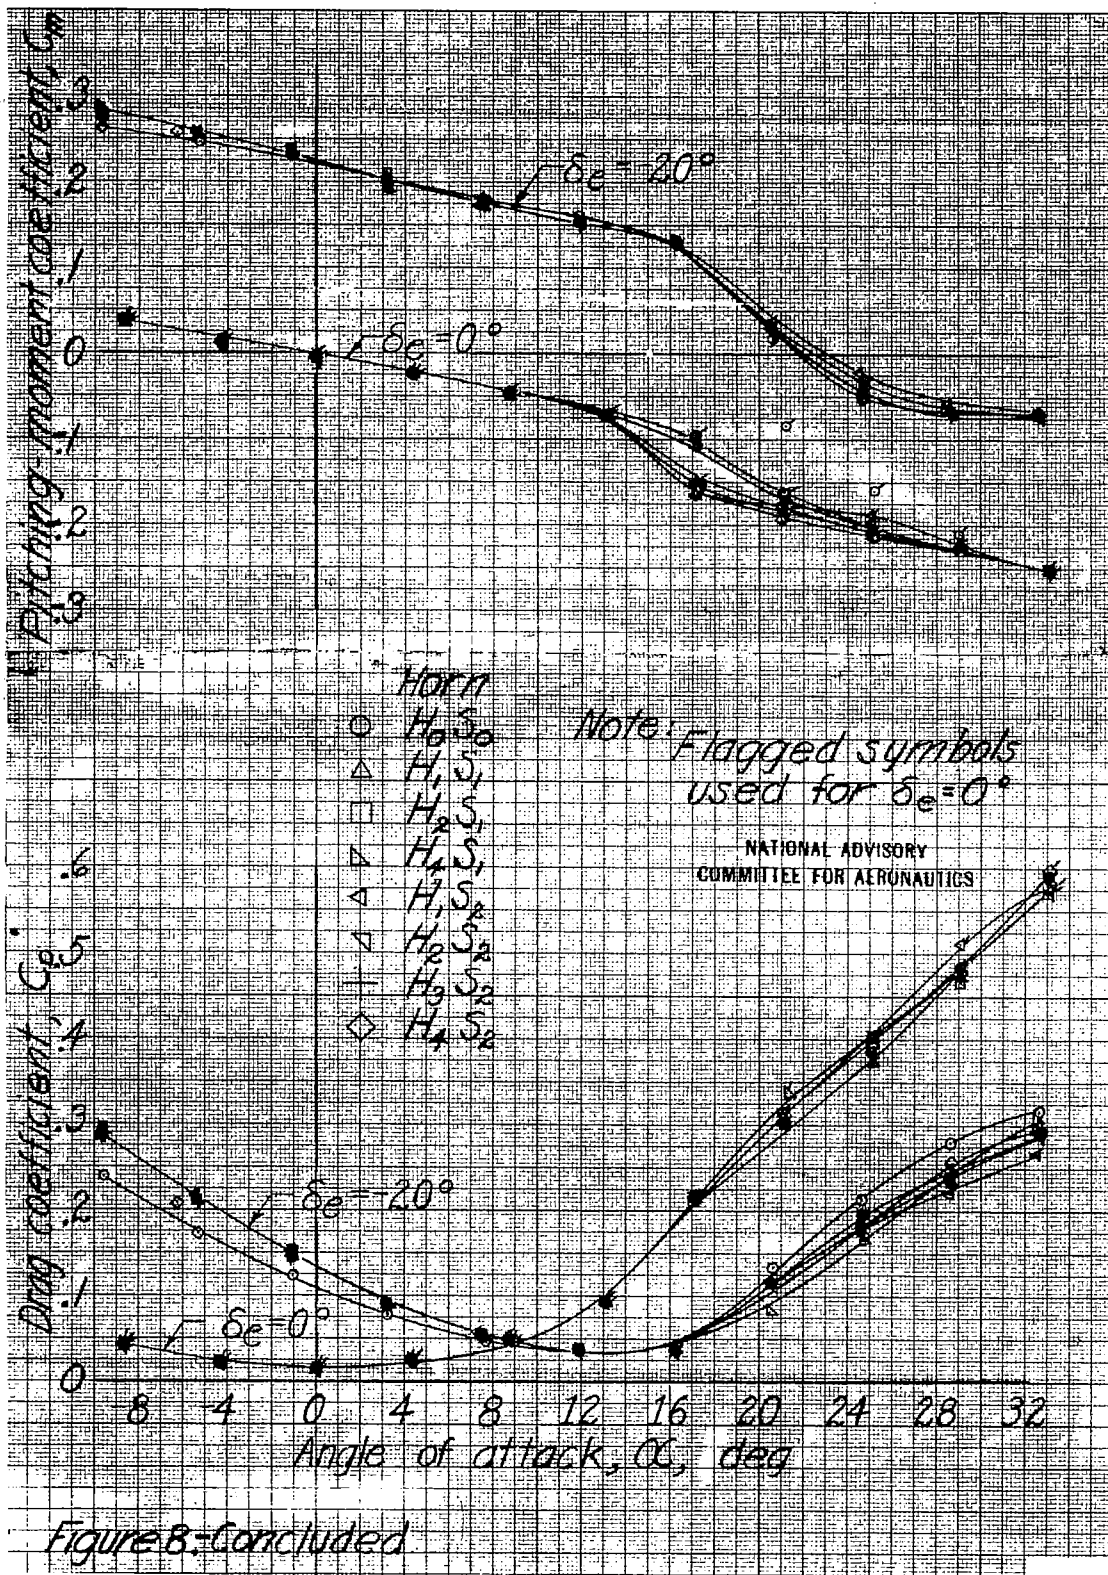 Pitching-moment coefficient, Cm
.3
.2
.1
0
-.1
-.2
-.3
δe = -20°
δe = 0°
Horn
H0 S0
H1 S1
H2 S1
H4 S1
H1 S2
H2 S2
H3 S2
H4 S2
Note: Flagged symbols
used for δe = 0°
NATIONAL ADVISORY
COMMITTEE FOR AERONAUTICS
Drag coefficient, CD
.6
.5
.4
.3
.2
.1
0
δe = -20°
δe = 0°
-8 -4 0 4 8 12 16 20 24 28 32
Angle of attack, α, deg
Figure 8.-Concluded